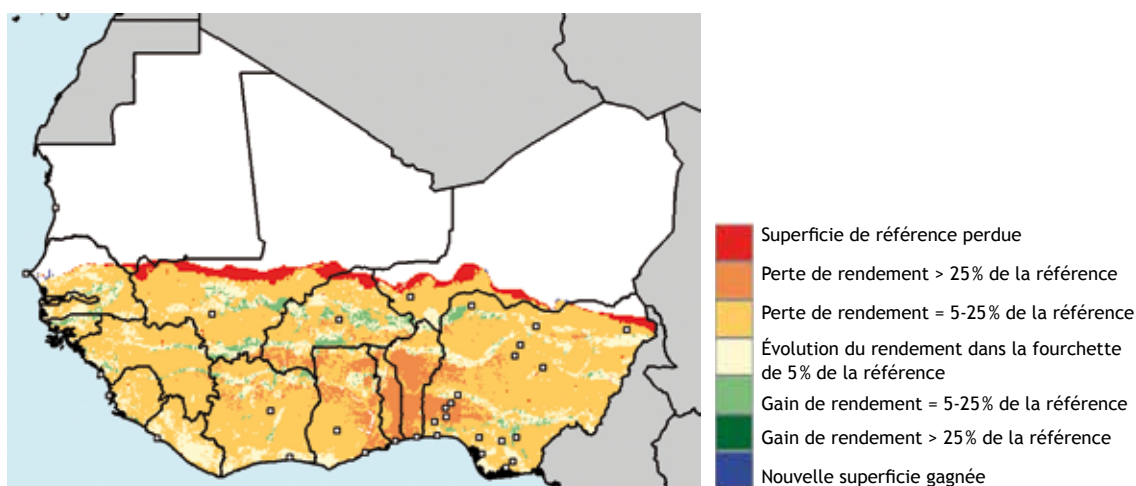 Superficie de référence perdue
Perte de rendement > 25% de la référence
Perte de rendement = 5-25% de la référence
Évolution du rendement dans la fourchette
de 5% de la référence
Gain de rendement = 5-25% de la référence
Gain de rendement > 25% de la référence
Nouvelle superficie gagnée